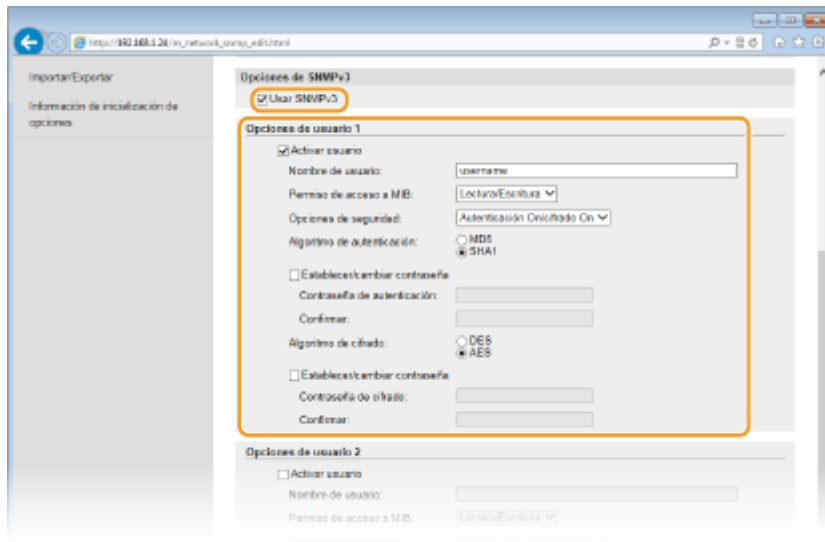 http://192.168.1.24/m_network_snmp_edit.html
Importar/Exportar
Información de inicialización de opciones
Opciones de SNMPv3
Usar SNMPv3
Opciones de usuario 1
Activar usuario
Nombre de usuario: username
Permiso de acceso a MIB: Lectura/Escritura
Opciones de seguridad: Autenticación On/cifrado On
Algoritmo de autenticación: MD5
SHA1
Establecer/cambiar contraseña
Contraseña de autenticación:
Confirmar:
Algoritmo de cifrado: DES
AES
Establecer/cambiar contraseña
Contraseña de cifrado:
Confirmar:
Opciones de usuario 2
Activar usuario
Nombre de usuario:
Permiso de acceso a MIB: Lectura/Escritura